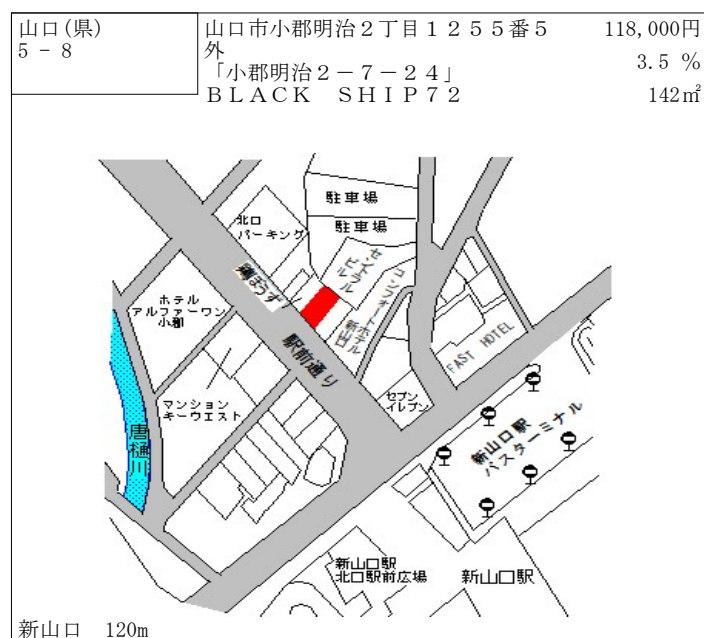 山口(県)
5 - 8
山口市小郡明治2丁目1255番5
外
「小郡明治2-7-24」
BLACK SHIP72
118,000円
3.5 %
142㎡
駐車場
駐車場
北口
パーキング
セントラル
ビル
コンフォートホテル
新山口
鶏ぼうず
駅前通り
ホテル
アルファーワン
小郡
マンション
キーウエスト
唐樋川
FAST HOTEL
セブン
イレブン
新山口駅
バスターミナル
新山口駅
北口駅前広場
新山口駅
新山口 120m